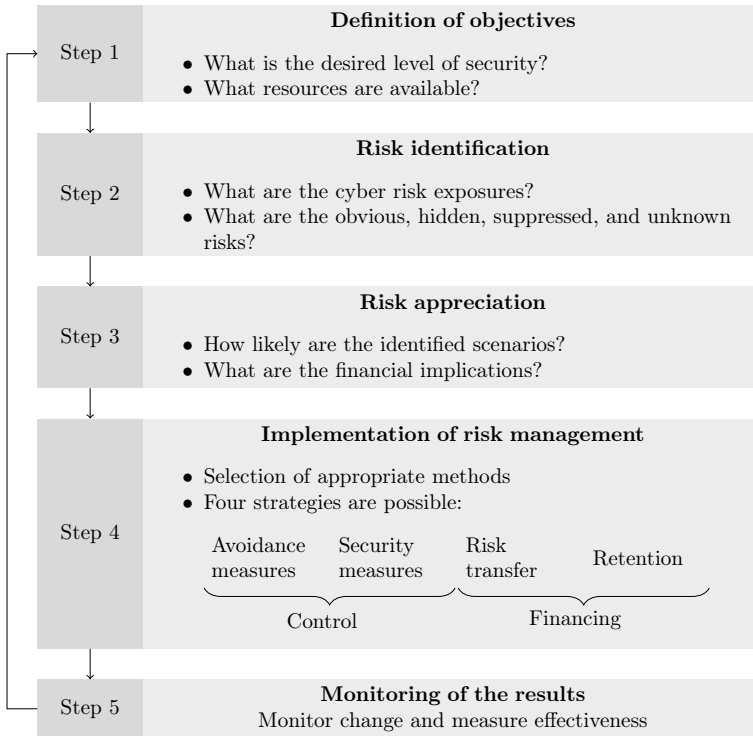 Step 1
Definition of objectives
• What is the desired level of security?
• What resources are available?
Step 2
Risk identification
• What are the cyber risk exposures?
• What are the obvious, hidden, suppressed, and unknown
risks?
Step 3
Risk appreciation
• How likely are the identified scenarios?
• What are the financial implications?
Step 4
Implementation of risk management
• Selection of appropriate methods
• Four strategies are possible:
Avoidance
measures
Security
measures
Risk
transfer
Retention
Control
Financing
Step 5
Monitoring of the results
Monitor change and measure effectiveness